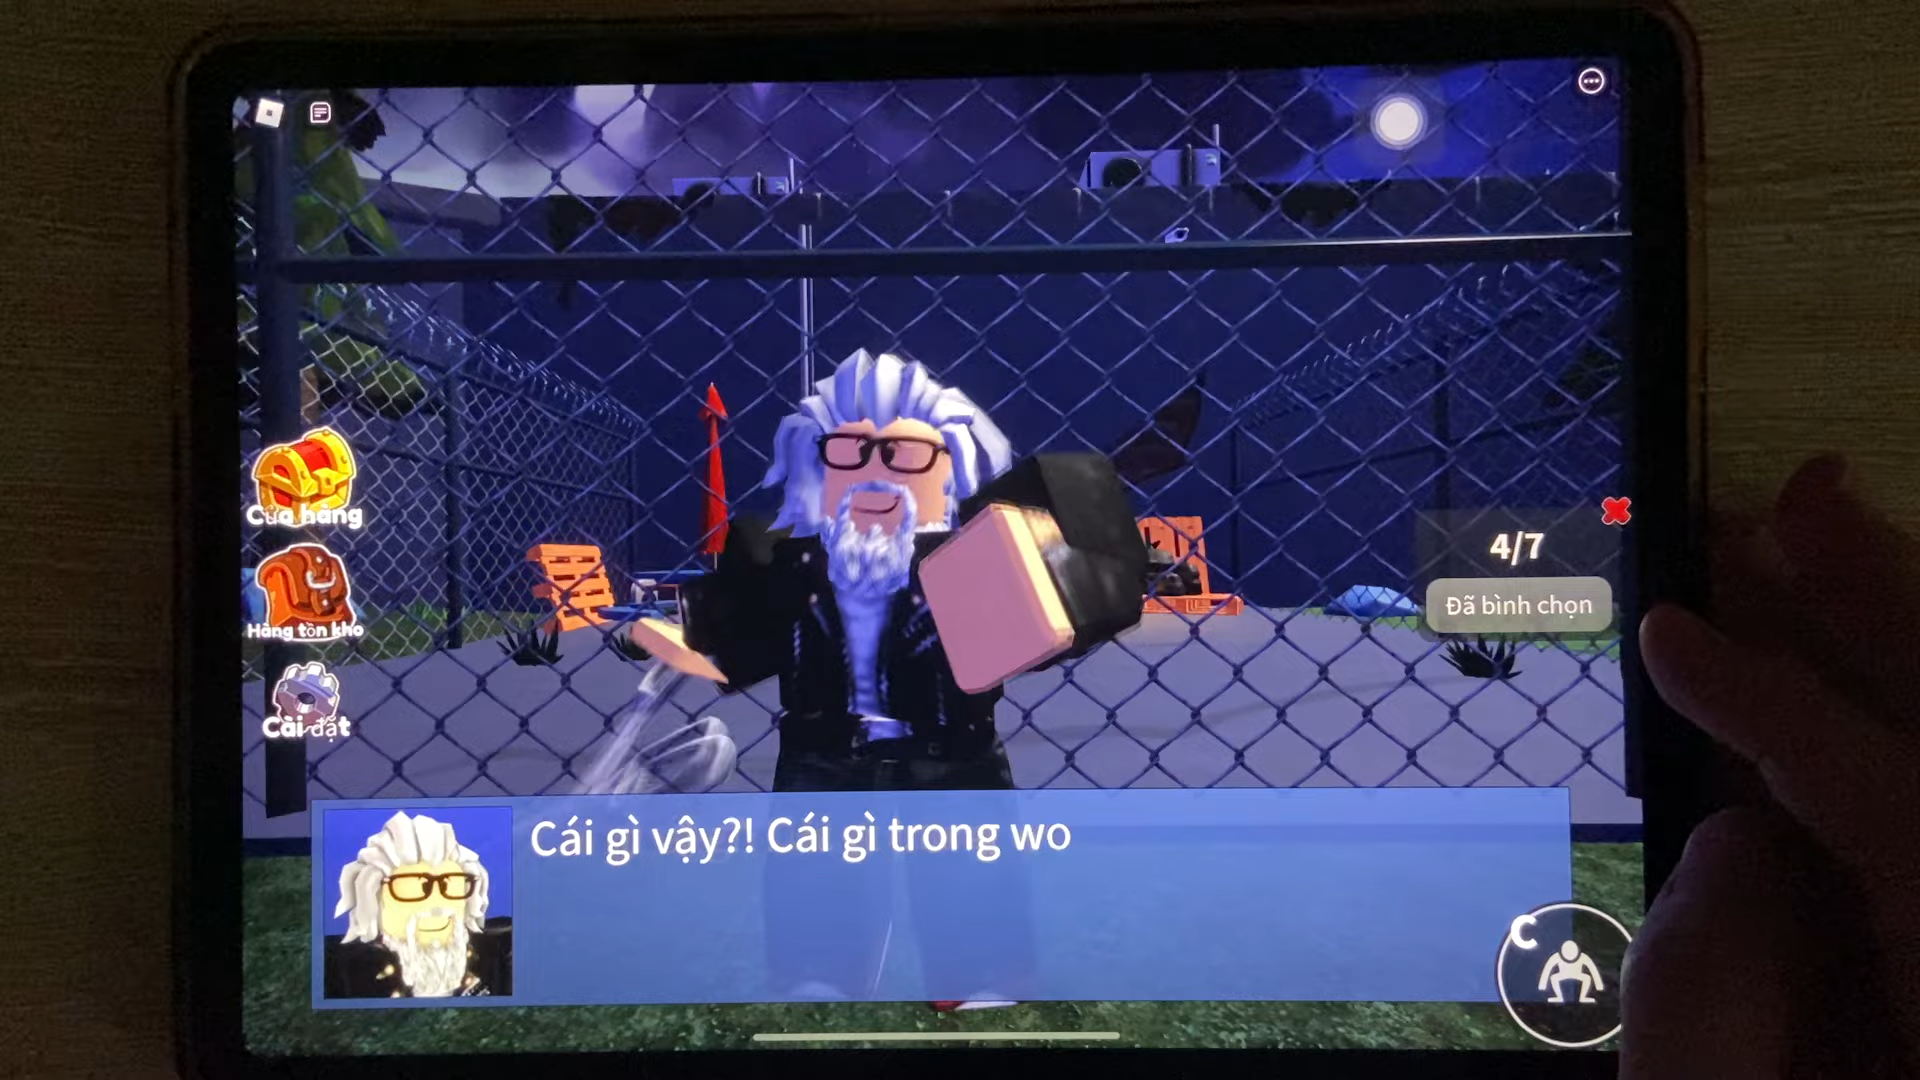 Cửa hàng
Hàng tồn kho
Cài đặt
4/7
Đã bình chọn
Cái gì vậy?! Cái gì trong wo
C